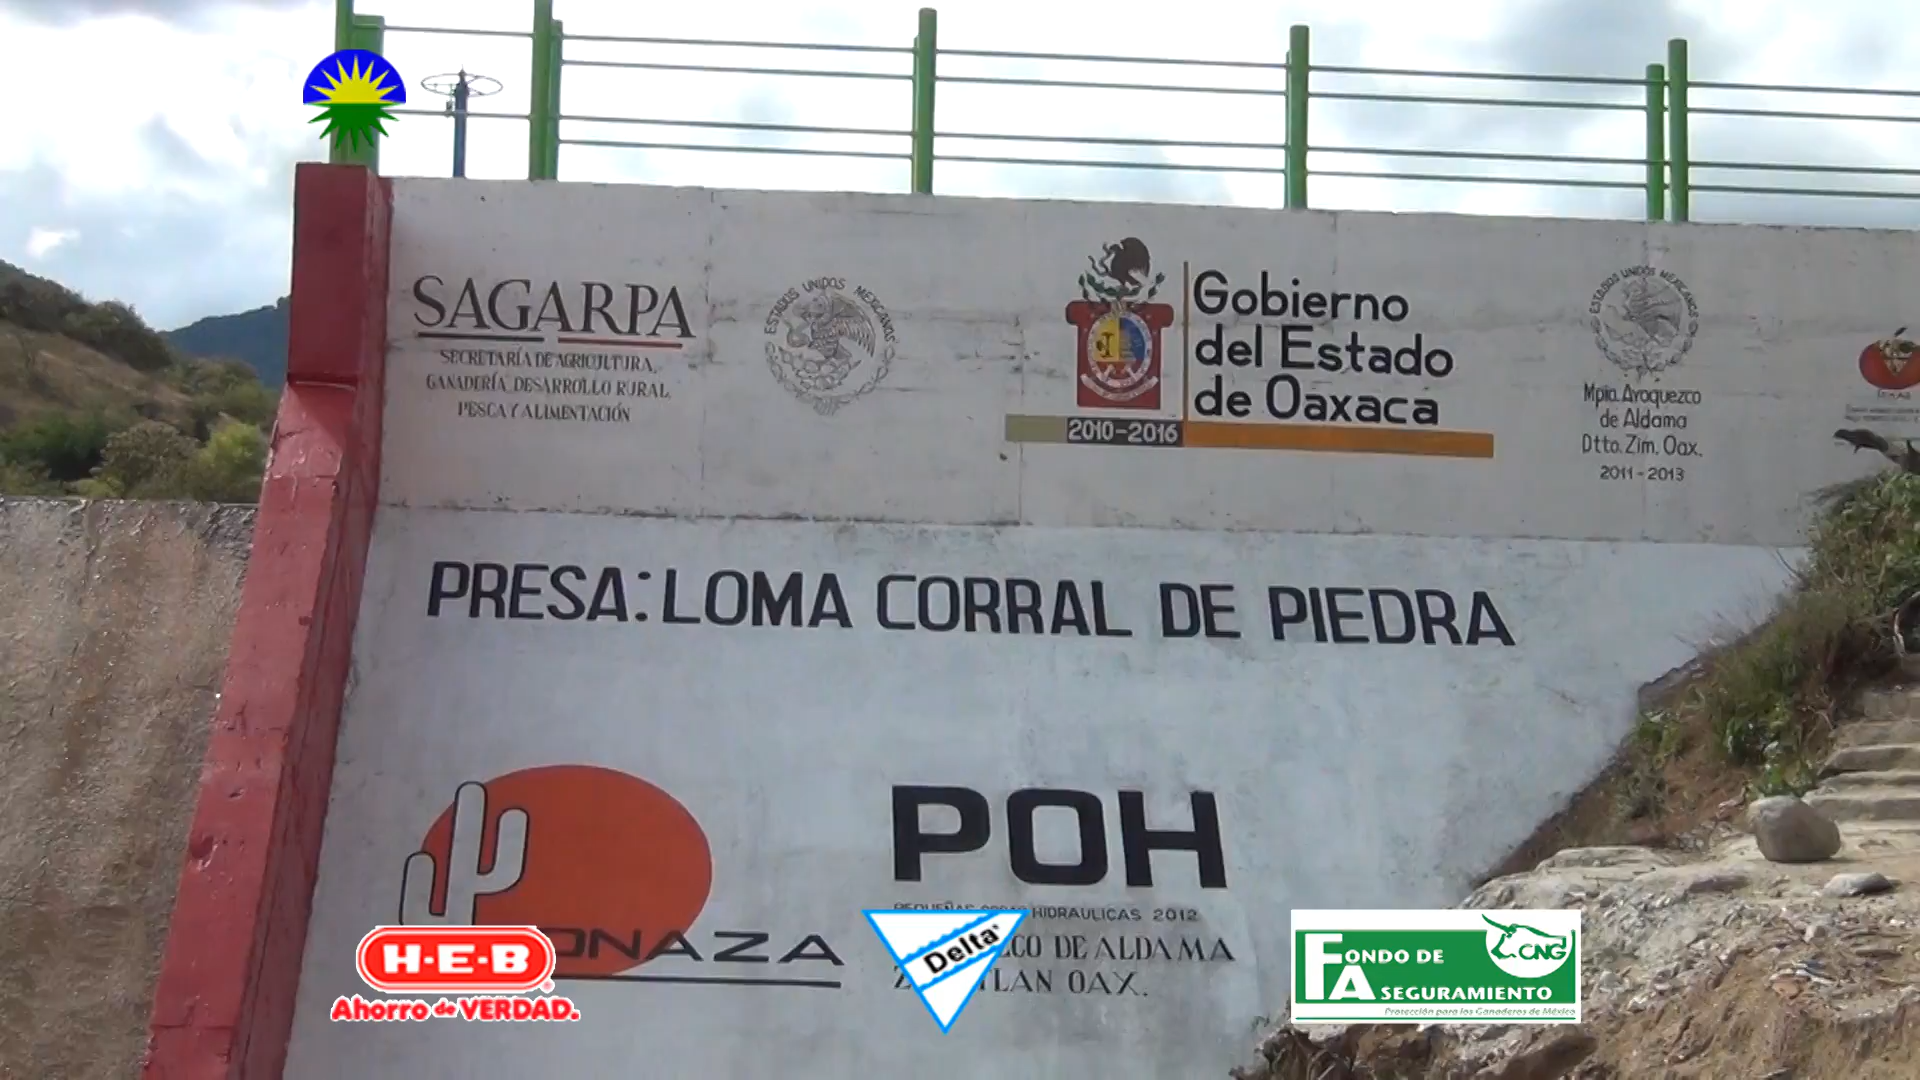 SAGARPA
SECRETARÍA DE AGRICULTURA,
GANADERÍA, DESARROLLO RURAL,
PESCA Y ALIMENTACIÓN
ESTADOS UNIDOS MEXICANOS
Gobierno
del Estado
de Oaxaca
2010-2016
ESTADOS UNIDOS MEXICANOS
Mpio. Ayoquezco
de Aldama
Dtto. Zim. Oax.
2011-2013
PRESA: LOMA CORRAL DE PIEDRA
POH
HIDRAULICAS 2012
CO DE ALDAMA
LAN OAX.
ONAZA
H-E-B
Ahorro de VERDAD.
Delta
FONDO DE
ASEGURAMIENTO
CNG
Protección para los Ganaderos de México